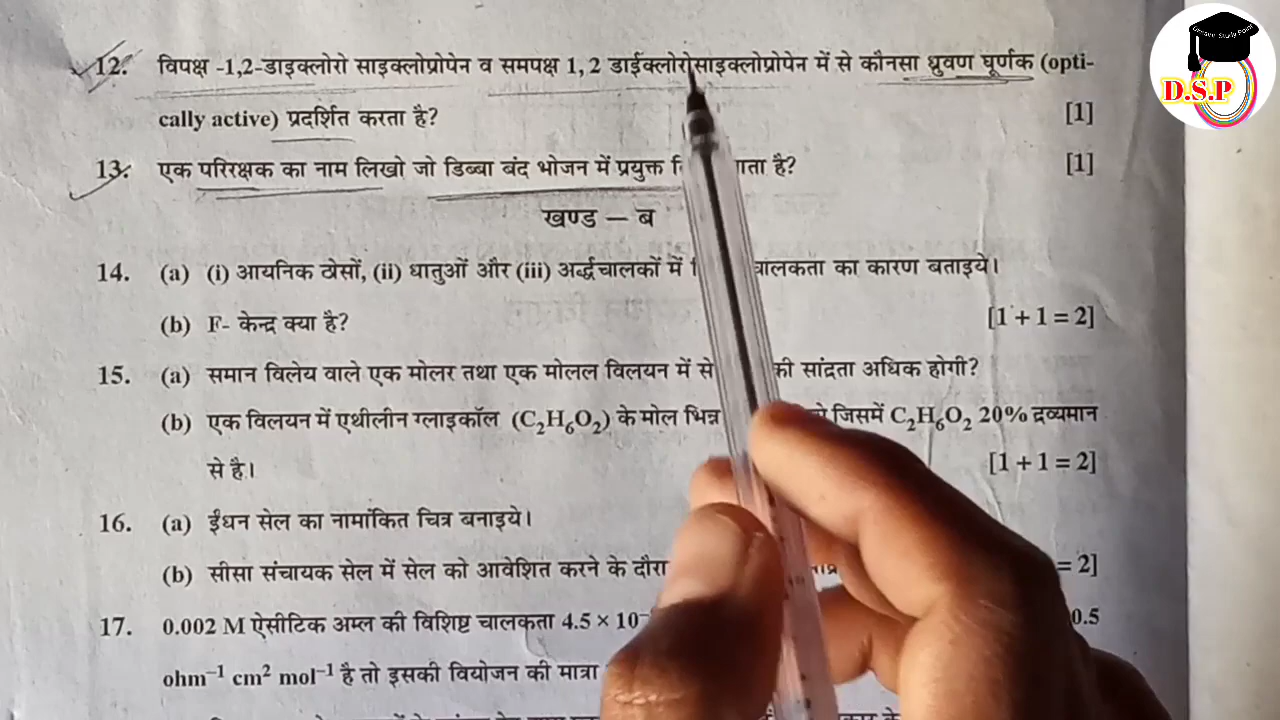 D.S.P
12. विपक्ष -1,2-डाइक्लोरो साइक्लोप्रोपेन व समपक्ष 1, 2 डाईक्लोरोसाइक्लोप्रोपेन में से कौनसा ध्रुवण घूर्णक (opti-
cally active) प्रदर्शित करता है? [1]
13. एक परिरक्षक का नाम लिखो जो डिब्बा बंद भोजन में प्रयुक्त है? [1]
खण्ड – ब
14. (a) (i) आयनिक ठोसों, (ii) धातुओं और (iii) अर्द्धचालकों में चालकता का कारण बताइये।
(b) F- केन्द्र क्या है? [1 + 1 = 2]
15. (a) समान विलेय वाले एक मोलर तथा एक मोलल विलयन में से की सांद्रता अधिक होगी?
(b) एक विलयन में एथीलीन ग्लाइकॉल (C₂H₆O₂) के मोल भिन्न जिसमें C₂H₆O₂ 20% द्रव्यमान
से है। [1 + 1 = 2]
16. (a) ईंधन सेल का नामांकित चित्र बनाइये।
(b) सीसा संचायक सेल में सेल को आवेशित करने के = 2]
17. 0.002 M ऐसीटिक अम्ल की विशिष्ट चालकता 4.5 × 10 0.5
ohm⁻¹ cm² mol⁻¹ है तो इसकी वियोजन की मात्रा